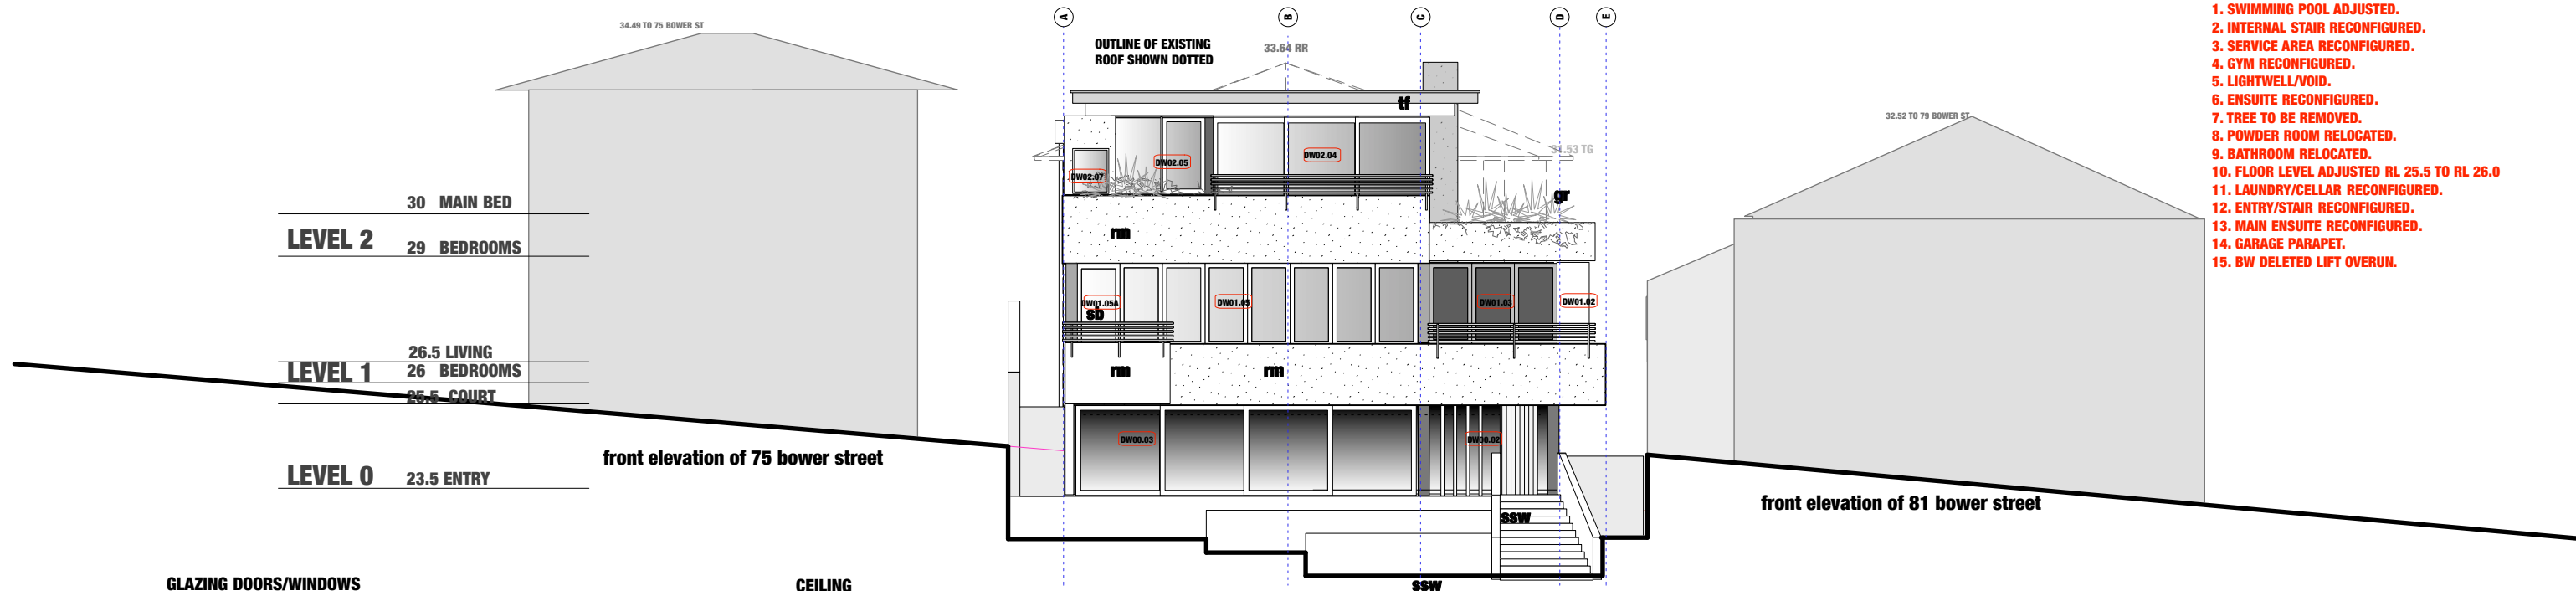 34.49 TO 75 BOWER ST
A
B
C
D
E
OUTLINE OF EXISTING
ROOF SHOWN DOTTED
33.64 RR
1. SWIMMING POOL ADJUSTED.
2. INTERNAL STAIR RECONFIGURED.
3. SERVICE AREA RECONFIGURED.
4. GYM RECONFIGURED.
5. LIGHTWELL/VOID.
6. ENSUITE RECONFIGURED.
7. TREE TO BE REMOVED.
8. POWDER ROOM RELOCATED.
9. BATHROOM RELOCATED.
10. FLOOR LEVEL ADJUSTED RL 25.5 TO RL 26.0
11. LAUNDRY/CELLAR RECONFIGURED.
12. ENTRY/STAIR RECONFIGURED.
13. MAIN ENSUITE RECONFIGURED.
14. GARAGE PARAPET.
15. BW DELETED LIFT OVERUN.
tf
32.52 TO 79 BOWER ST
DW02.07
DW02.05
DW02.04
31.53 TG
gr
30 MAIN BED
LEVEL 2
29 BEDROOMS
rm
DW01.05A
sb
DW01.05
DW01.03
DW01.02
26.5 LIVING
LEVEL 1
26 BEDROOMS
25.5 COURT
rm
rm
DW00.03
DW00.02
front elevation of 75 bower street
LEVEL 0
23.5 ENTRY
front elevation of 81 bower street
ssw
ssw
GLAZING DOORS/WINDOWS
CEILING